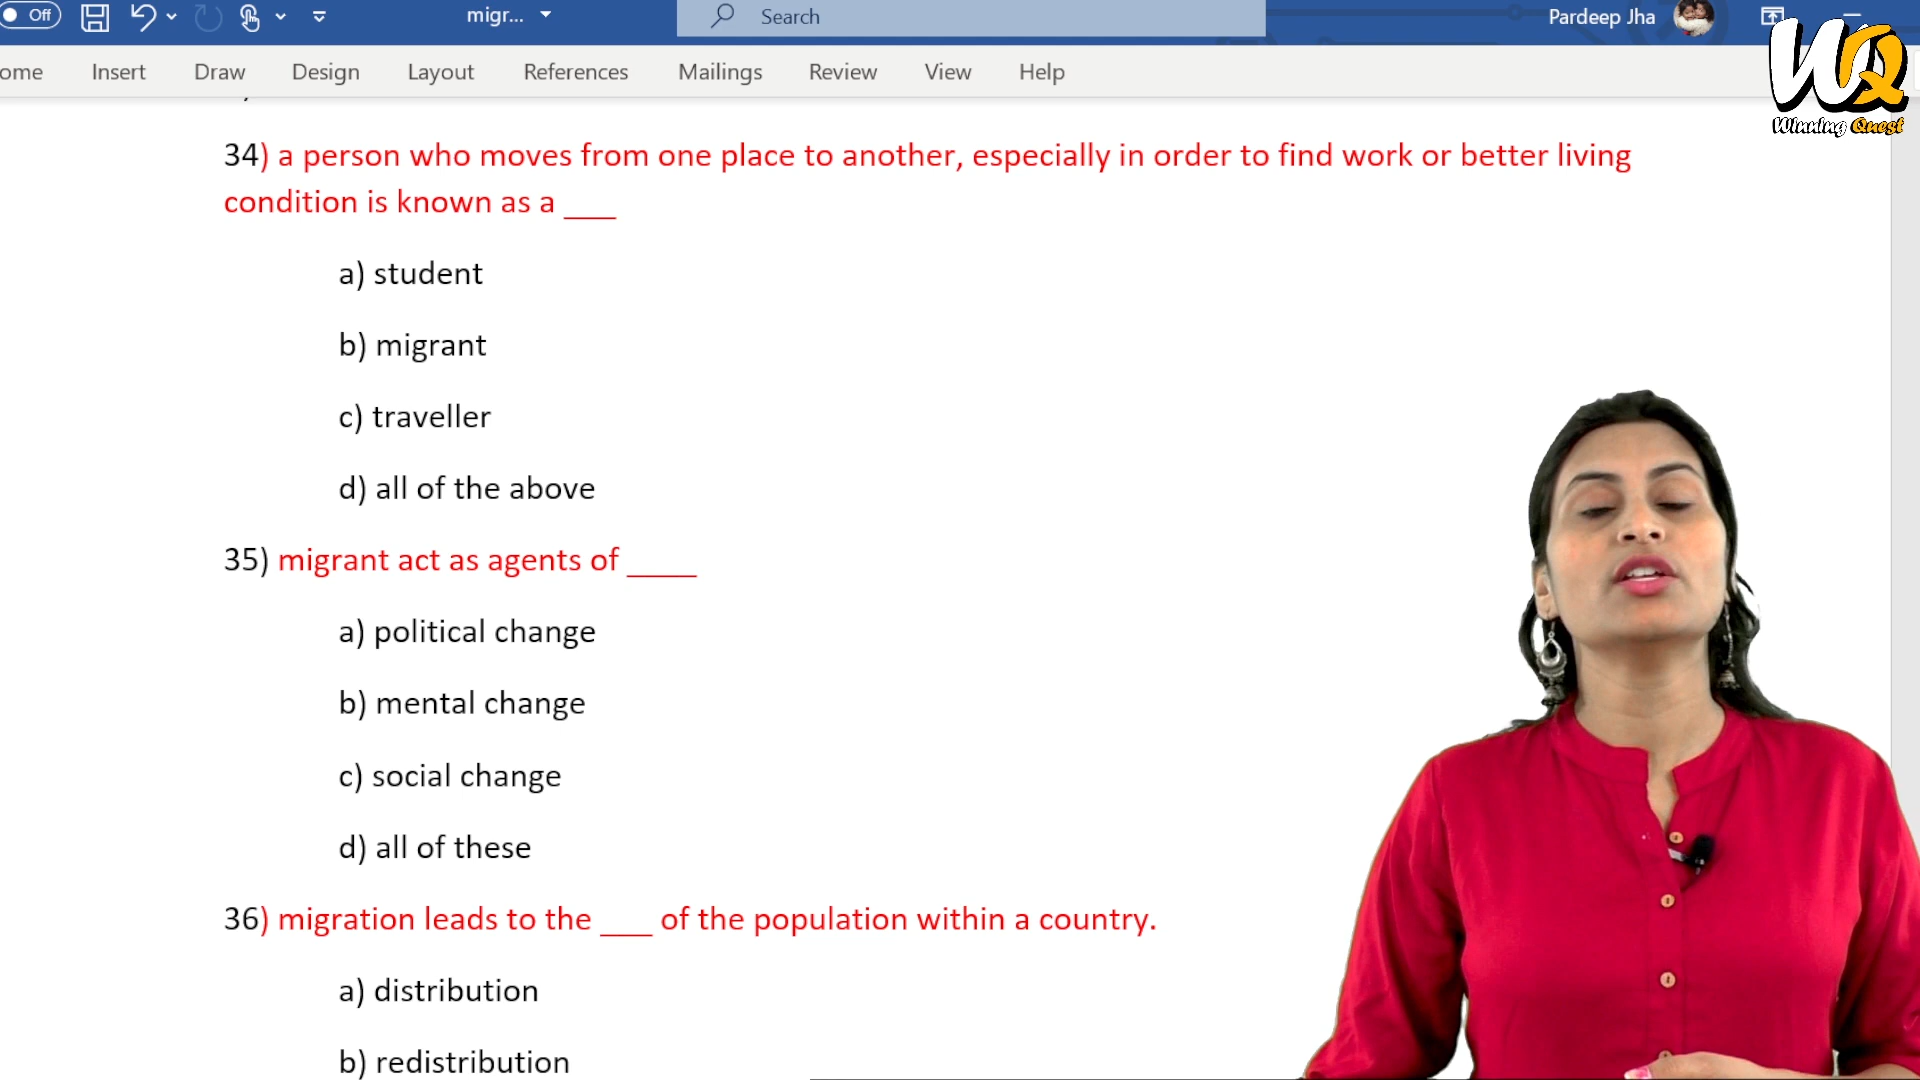 Off
migr...
Search
Pardeep Jha
ome Insert Draw Design Layout References Mailings Review View Help
WQ
Winning Quest
34) a person who moves from one place to another, especially in order to find work or better living
condition is known as a ___
a) student
b) migrant
c) traveller
d) all of the above
35) migrant act as agents of ____
a) political change
b) mental change
c) social change
d) all of these
36) migration leads to the ___ of the population within a country.
a) distribution
b) redistribution